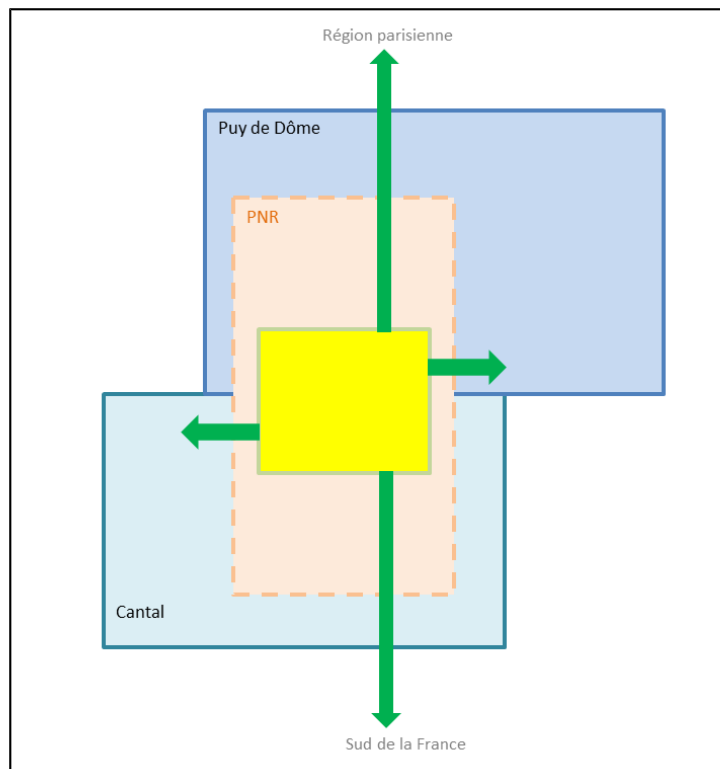 Région parisienne
Puy de Dôme
PNR
Cantal
Sud de la France